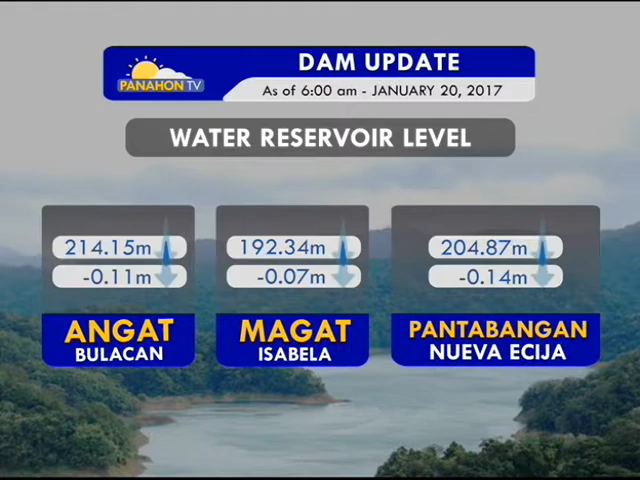 PANAHON TV
DAM UPDATE
As of 6:00 am - JANUARY 20, 2017
WATER RESERVOIR LEVEL
214.15m
-0.11m
ANGAT
BULACAN
192.34m
-0.07m
MAGAT
ISABELA
204.87m
-0.14m
PANTABANGAN
NUEVA ECIJA